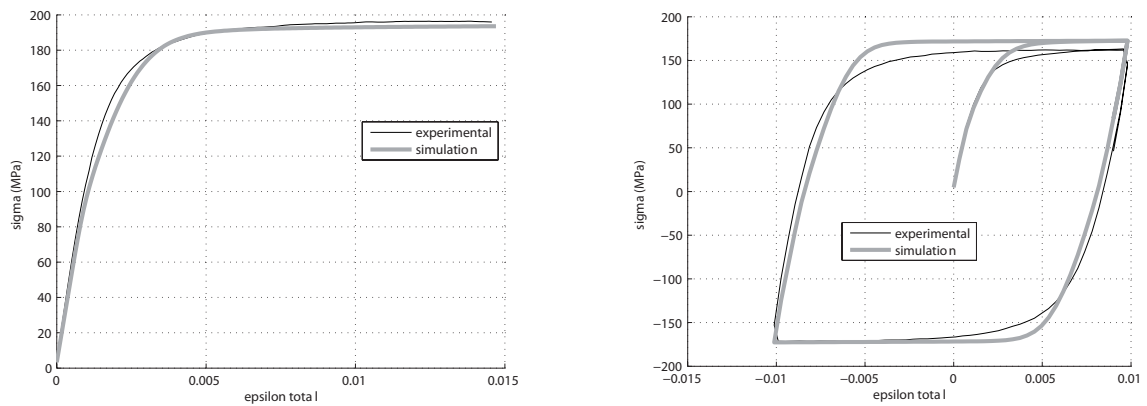 200
180
160
140
120
100
80
60
40
20
0
sigma (MPa)
experimental
simulation
0 0.005 0.01 0.015
epsilon total
200
150
100
50
0
−50
−100
−150
−200
sigma (MPa)
experimental
simulation
−0.015 −0.01 −0.005 0 0.005 0.01
epsilon total